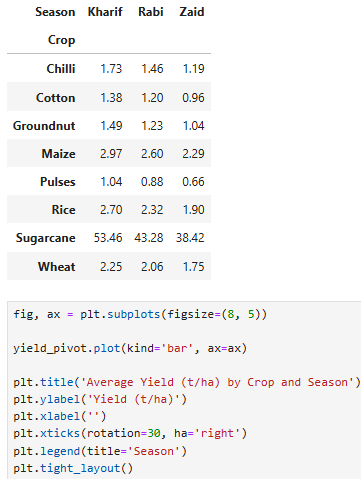 Season Kharif Rabi Zaid
Crop
Chilli 1.73 1.46 1.19
Cotton 1.38 1.20 0.96
Groundnut 1.49 1.23 1.04
Maize 2.97 2.60 2.29
Pulses 1.04 0.88 0.66
Rice 2.70 2.32 1.90
Sugarcane 53.46 43.28 38.42
Wheat 2.25 2.06 1.75
fig, ax = plt.subplots(figsize=(8, 5))
yield_pivot.plot(kind='bar', ax=ax)
plt.title('Average Yield (t/ha) by Crop and Season')
plt.ylabel('Yield (t/ha)')
plt.xlabel('')
plt.xticks(rotation=30, ha='right')
plt.legend(title='Season')
plt.tight_layout()